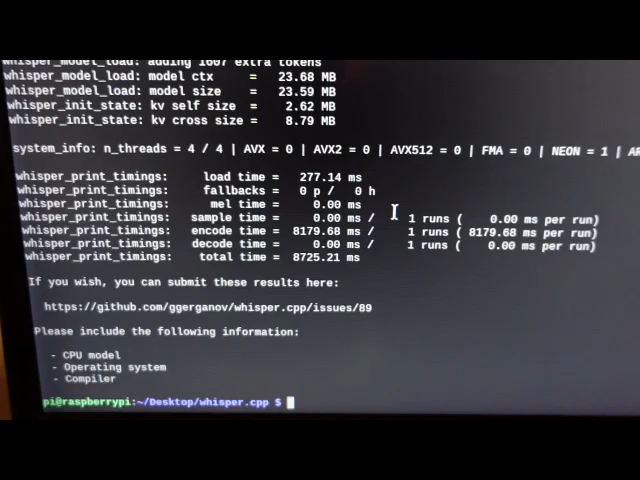 whisper_model_load: adding 1607 extra tokens
whisper_model_load: model ctx = 23.68 MB
whisper_model_load: model size = 23.59 MB
whisper_init_state: kv self size = 2.62 MB
whisper_init_state: kv cross size = 8.79 MB
system_info: n_threads = 4 / 4 | AVX = 0 | AVX2 = 0 | AVX512 = 0 | FMA = 0 | NEON = 1 | AR
whisper_print_timings: load time = 277.14 ms
whisper_print_timings: fallbacks = 0 p / 0 h
whisper_print_timings: mel time = 0.00 ms
whisper_print_timings: sample time = 0.00 ms / 1 runs ( 0.00 ms per run)
whisper_print_timings: encode time = 8179.68 ms / 1 runs ( 8179.68 ms per run)
whisper_print_timings: decode time = 0.00 ms / 1 runs ( 0.00 ms per run)
whisper_print_timings: total time = 8725.21 ms
If you wish, you can submit these results here:
https://github.com/ggerganov/whisper.cpp/issues/89
Please include the following information:
- CPU model
- Operating system
- Compiler
pi@raspberrypi:~/Desktop/whisper.cpp $